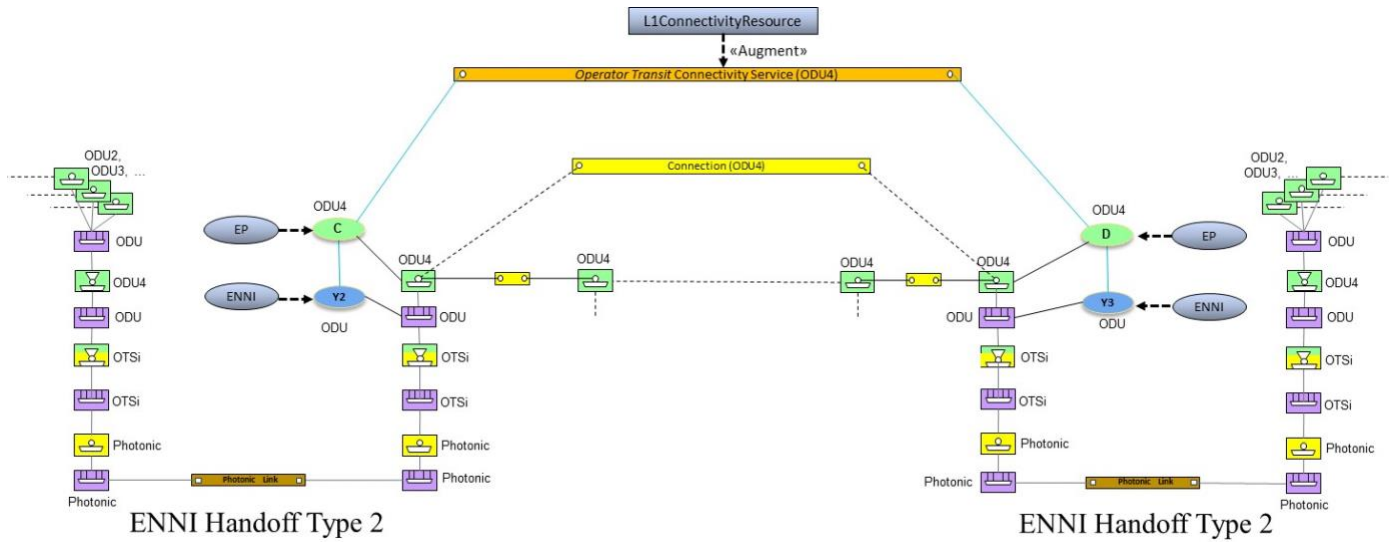 L1ConnectivityResource
«Augment»
Operator Transit Connectivity Service (ODU4)
Connection (ODU4)
ODU2,
ODU3, ...
ODU
ODU4
ODU
OTSi
OTSi
Photonic
Photonic
EP
ODU4
C
ENNI
Y2
ODU
ODU4
ODU
OTSi
OTSi
Photonic
Photonic
Photonic Link
ENNI Handoff Type 2
ODU4
ODU4
ODU4
ODU
OTSi
OTSi
Photonic
Photonic
ODU4
D
EP
Y3
ODU
ENNI
ODU2,
ODU3, ...
ODU
ODU4
ODU
OTSi
OTSi
Photonic
Photonic
Photonic Link
ENNI Handoff Type 2